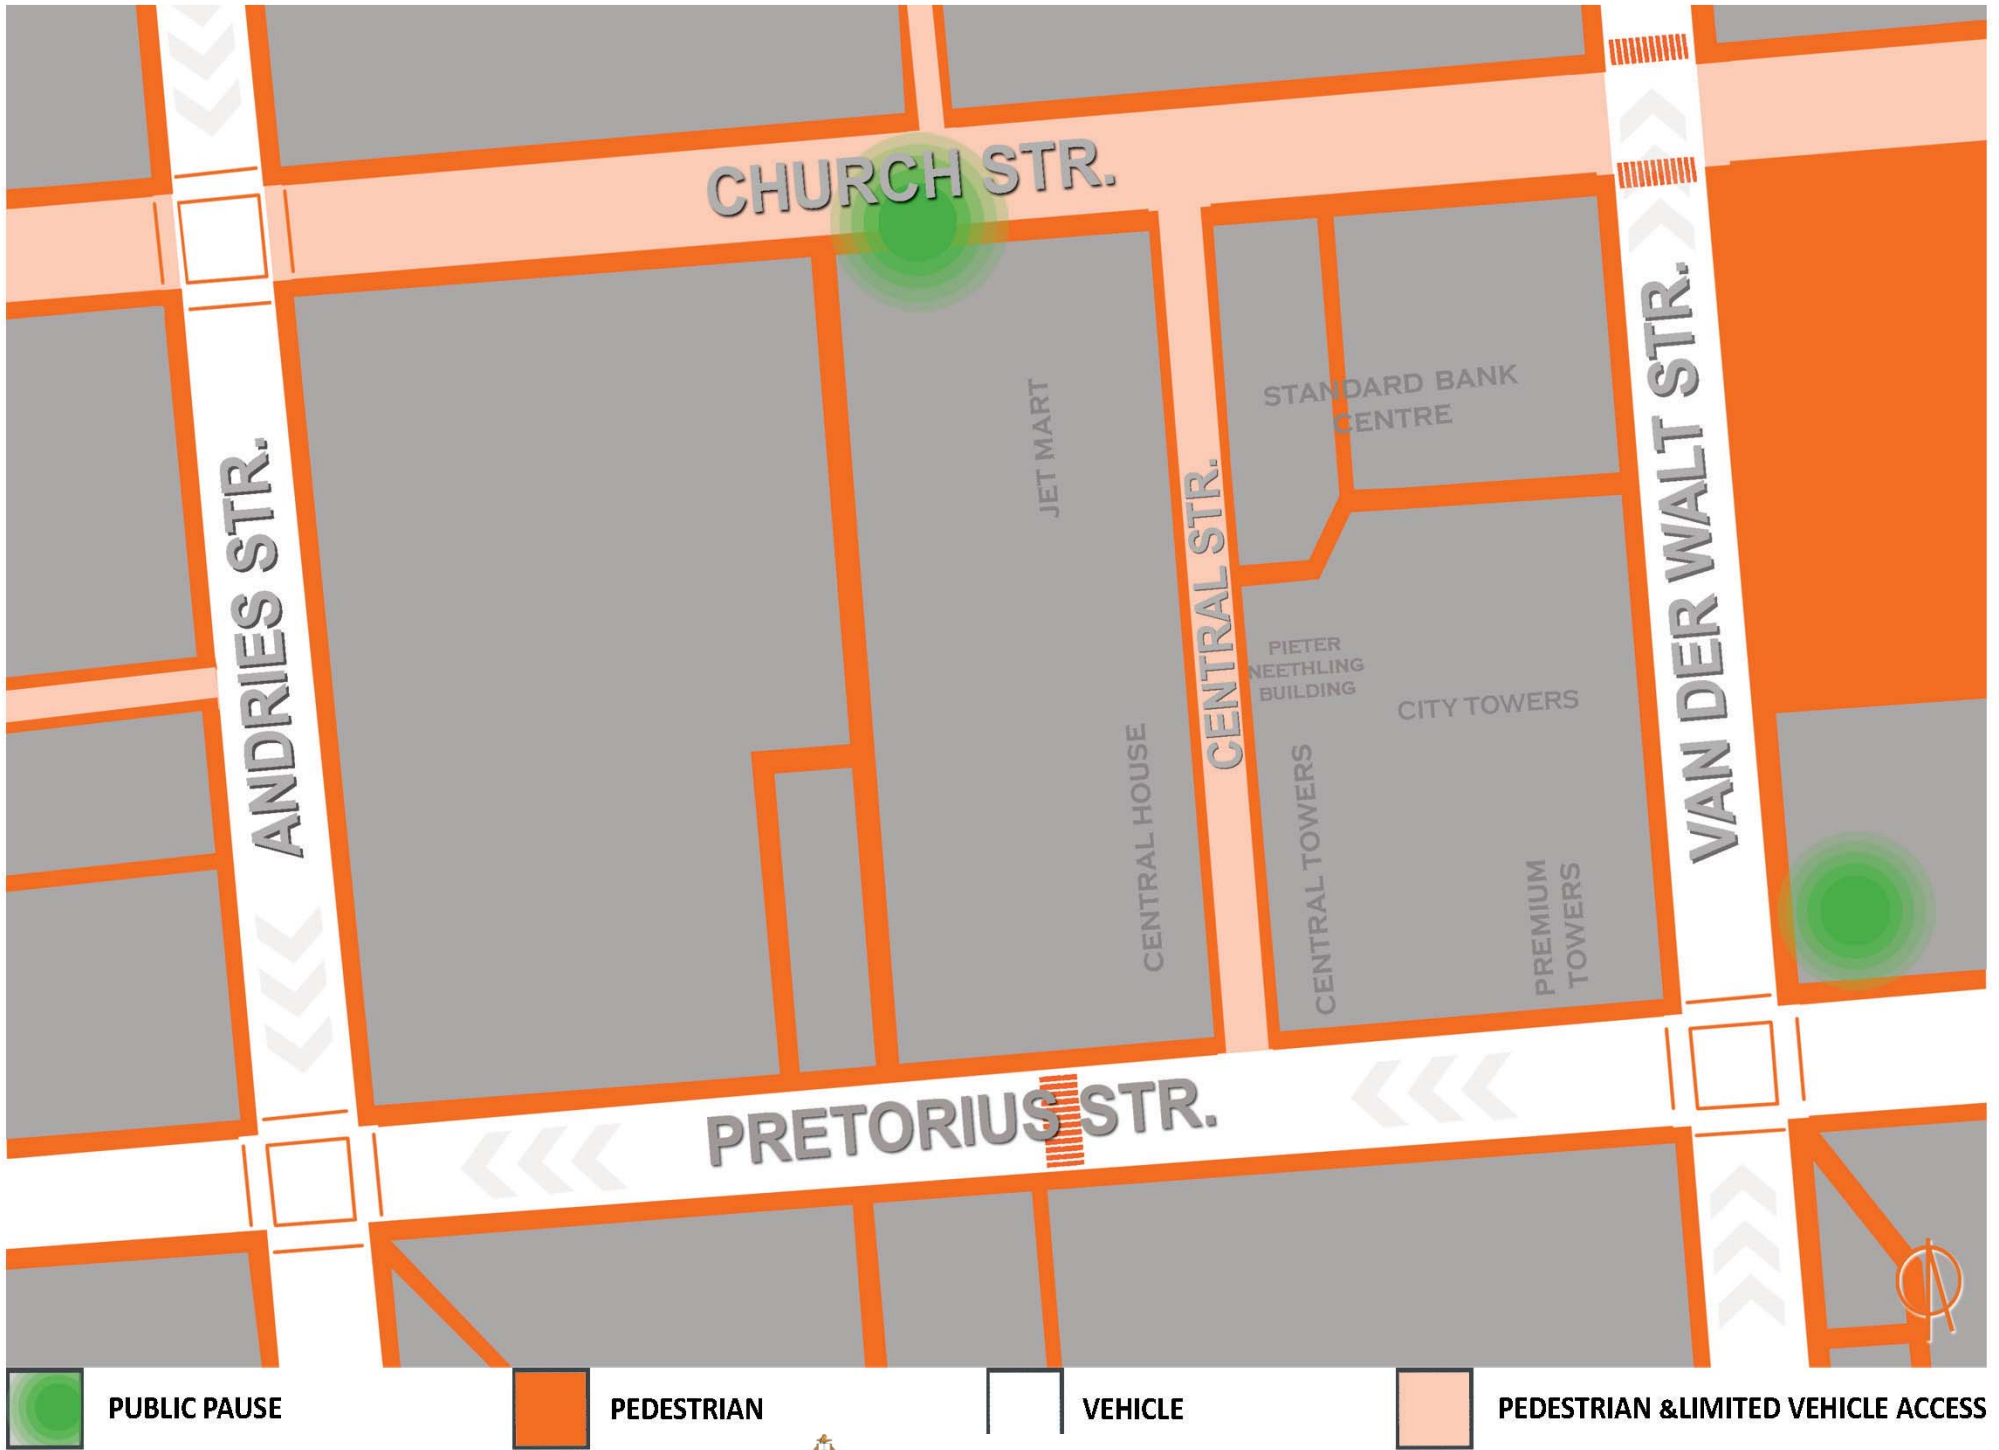 CHURCH STR.
STANDARD BANK
CENTRE
JET MART
ANDRIES STR.
CENTRAL STR.
VAN DER WALT STR.
PIETER
NEETHLING
BUILDING
CITY TOWERS
CENTRAL HOUSE
CENTRAL TOWERS
PREMIUM
TOWERS
PRETORIUS STR.
PUBLIC PAUSE
PEDESTRIAN
VEHICLE
PEDESTRIAN &LIMITED VEHICLE ACCESS